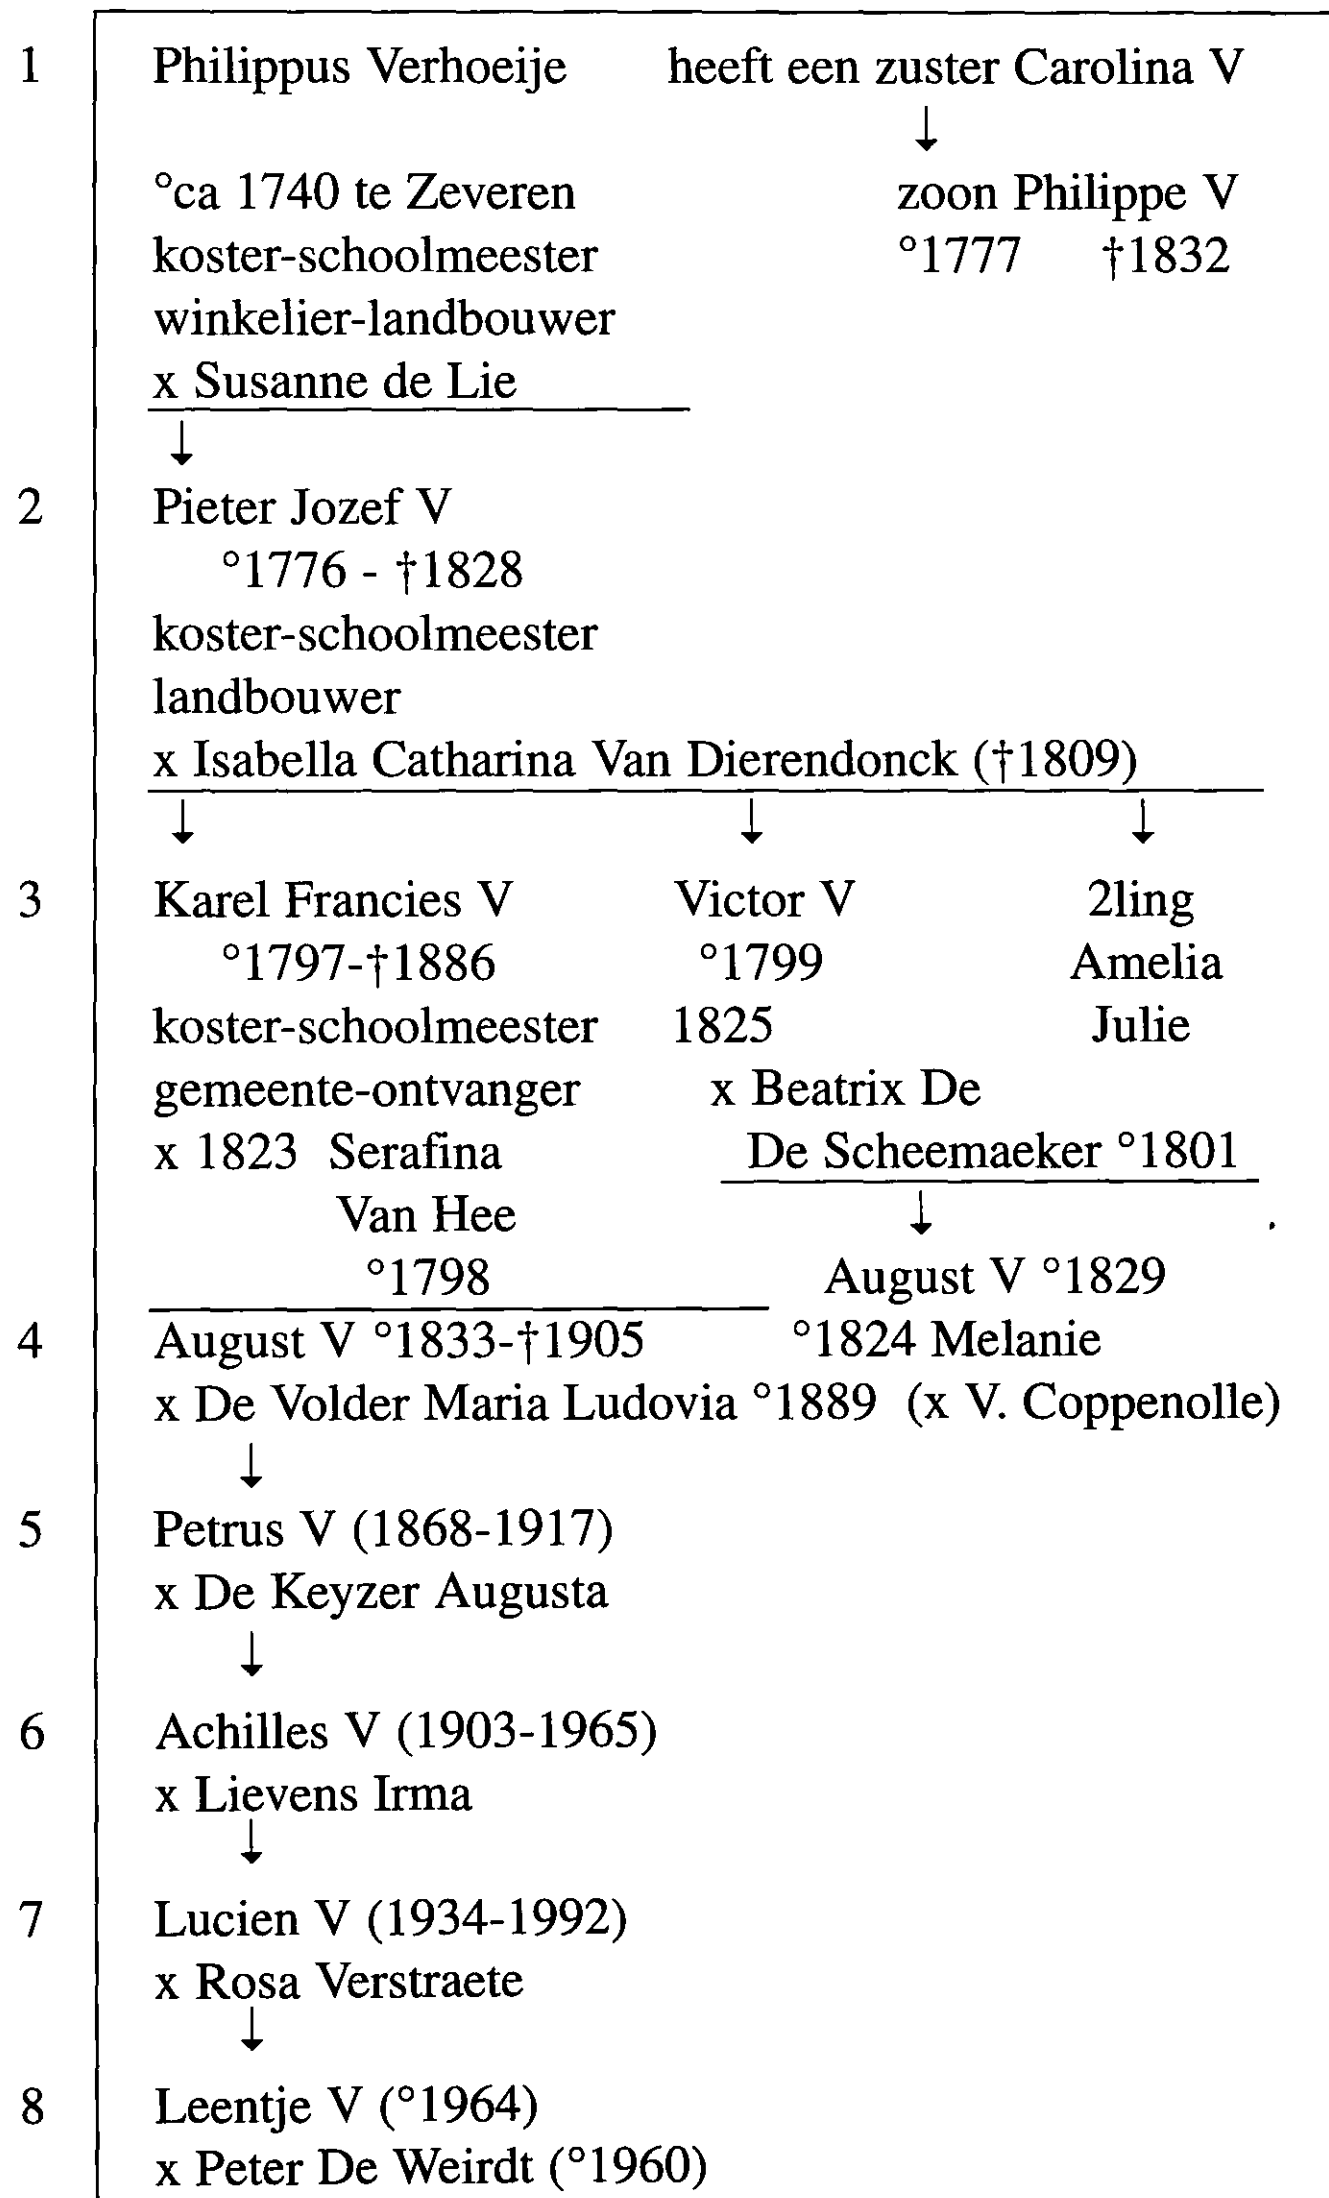 1 Philippus Verhoeije heeft een zuster Carolina V
↓
°ca 1740 te Zeveren zoon Philippe V
koster-schoolmeester °1777 †1832
winkelier-landbouwer
x Susanne de Lie
↓
2 Pieter Jozef V
°1776 - †1828
koster-schoolmeester
landbouwer
x Isabella Catharina Van Dierendonck (†1809)
↓ ↓ ↓
3 Karel Francies V Victor V 2ling
°1797-†1886 °1799 Amelia
koster-schoolmeester 1825 Julie
gemeente-ontvanger x Beatrix De
x 1823 Serafina De Scheemaeker °1801
Van Hee ↓
°1798 August V °1829
4 August V °1833-†1905 °1824 Melanie
x De Volder Maria Ludovia °1889 (x V. Coppenolle)
↓
5 Petrus V (1868-1917)
x De Keyzer Augusta
↓
6 Achilles V (1903-1965)
x Lievens Irma
↓
7 Lucien V (1934-1992)
x Rosa Verstraete
↓
8 Leentje V (°1964)
x Peter De Weirdt (°1960)